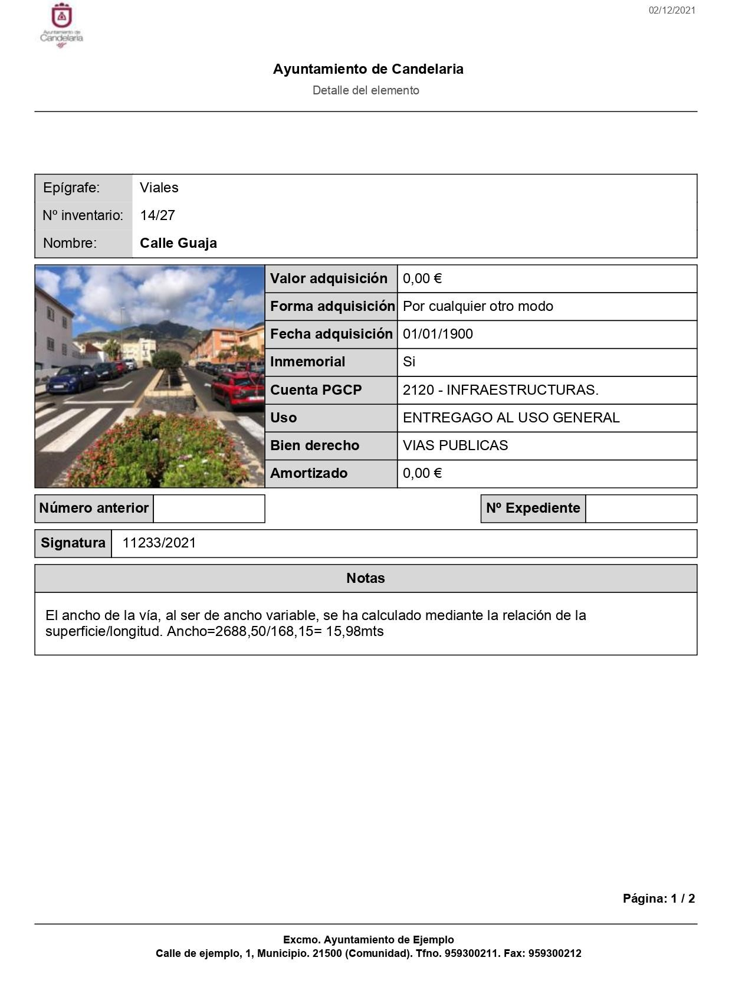 Ayuntamiento de
Candelaria
02/12/2021
Ayuntamiento de Candelaria
Detalle del elemento
Epígrafe: Viales
Nº inventario: 14/27
Nombre: Calle Guaja
Valor adquisición 0,00 €
Forma adquisición Por cualquier otro modo
Fecha adquisición 01/01/1900
Inmemorial Si
Cuenta PGCP 2120 - INFRAESTRUCTURAS.
Uso ENTREGAGO AL USO GENERAL
Bien derecho VIAS PUBLICAS
Amortizado 0,00 €
Número anterior Nº Expediente
Signatura 11233/2021
Notas
El ancho de la vía, al ser de ancho variable, se ha calculado mediante la relación de la
superficie/longitud. Ancho=2688,50/168,15= 15,98mts
Página: 1 / 2
Excmo. Ayuntamiento de Ejemplo
Calle de ejemplo, 1, Municipio. 21500 (Comunidad). Tfno. 959300211. Fax: 959300212